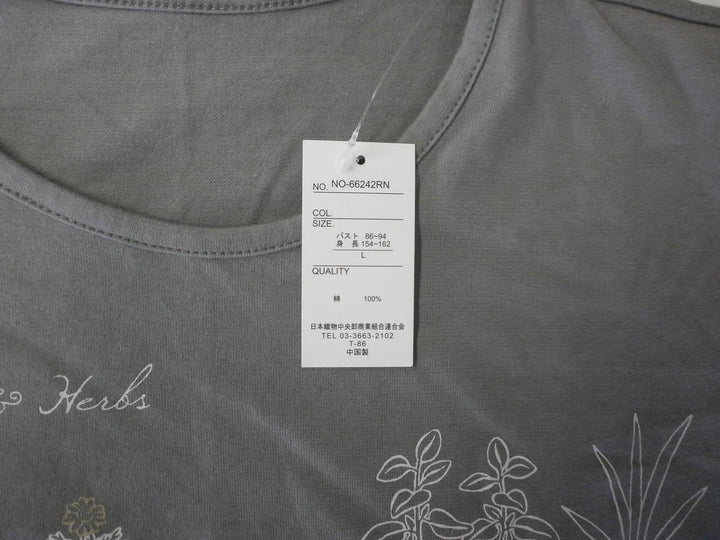 NO. NO-66242RN
COL.
SIZE.
バスト 86~94
身 長 154~162
L
QUALITY
綿 100%
日本織物中央卸商業組合連合会
TEL 03-3663-2102
T-86
中国製
& Herbs